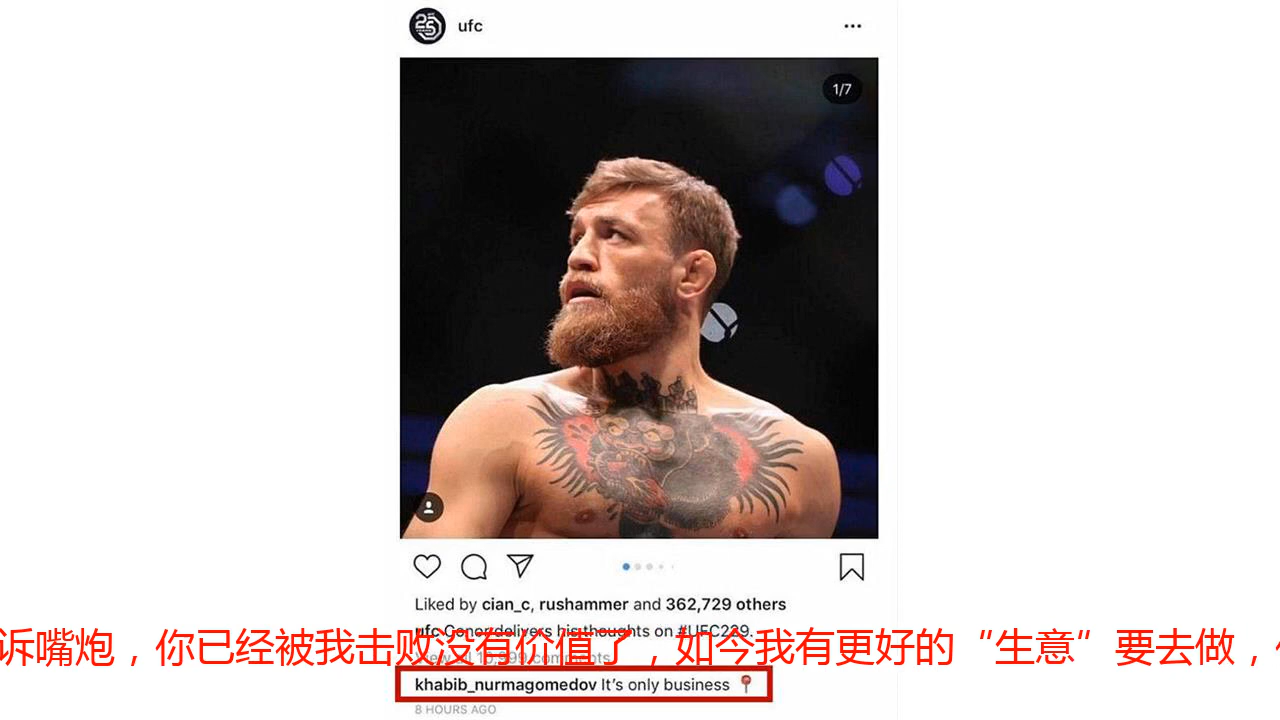 25
ufc
1/7
Liked by cian_c, rushammer and 362,729 others
ufc Conor delivers his thoughts on #UFC229.
诉嘴炮，你已经被我击败没有价值了，如今我有更好的“生意”要去做，
khabib_nurmagomedov It's only business 📍
8 HOURS AGO